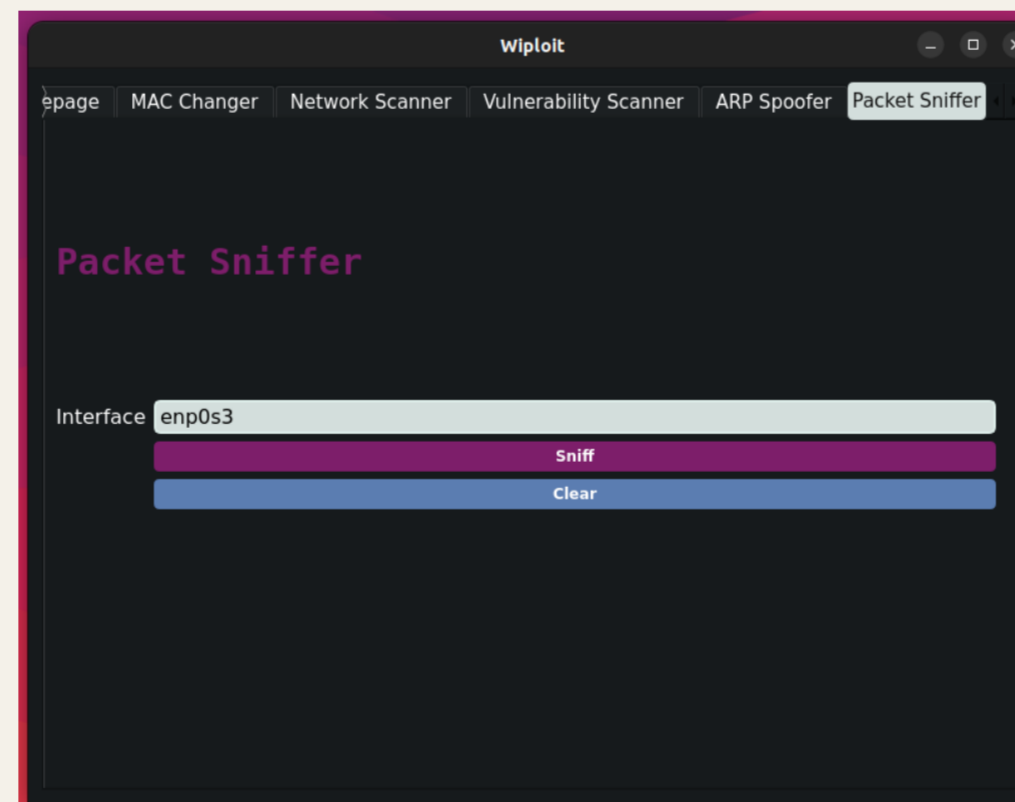 Wiploit
epage MAC Changer Network Scanner Vulnerability Scanner ARP Spoofer Packet Sniffer
Packet Sniffer
Interface enp0s3
Sniff
Clear